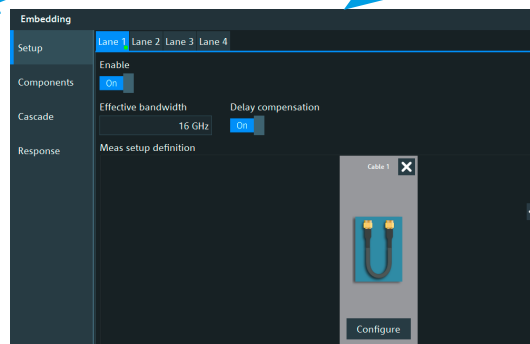 Embedding
Setup
Components
Cascade
Response
Lane 1 Lane 2 Lane 3 Lane 4
Enable
On
Effective bandwidth Delay compensation
16 GHz On
Meas setup definition
Cable 1
Configure